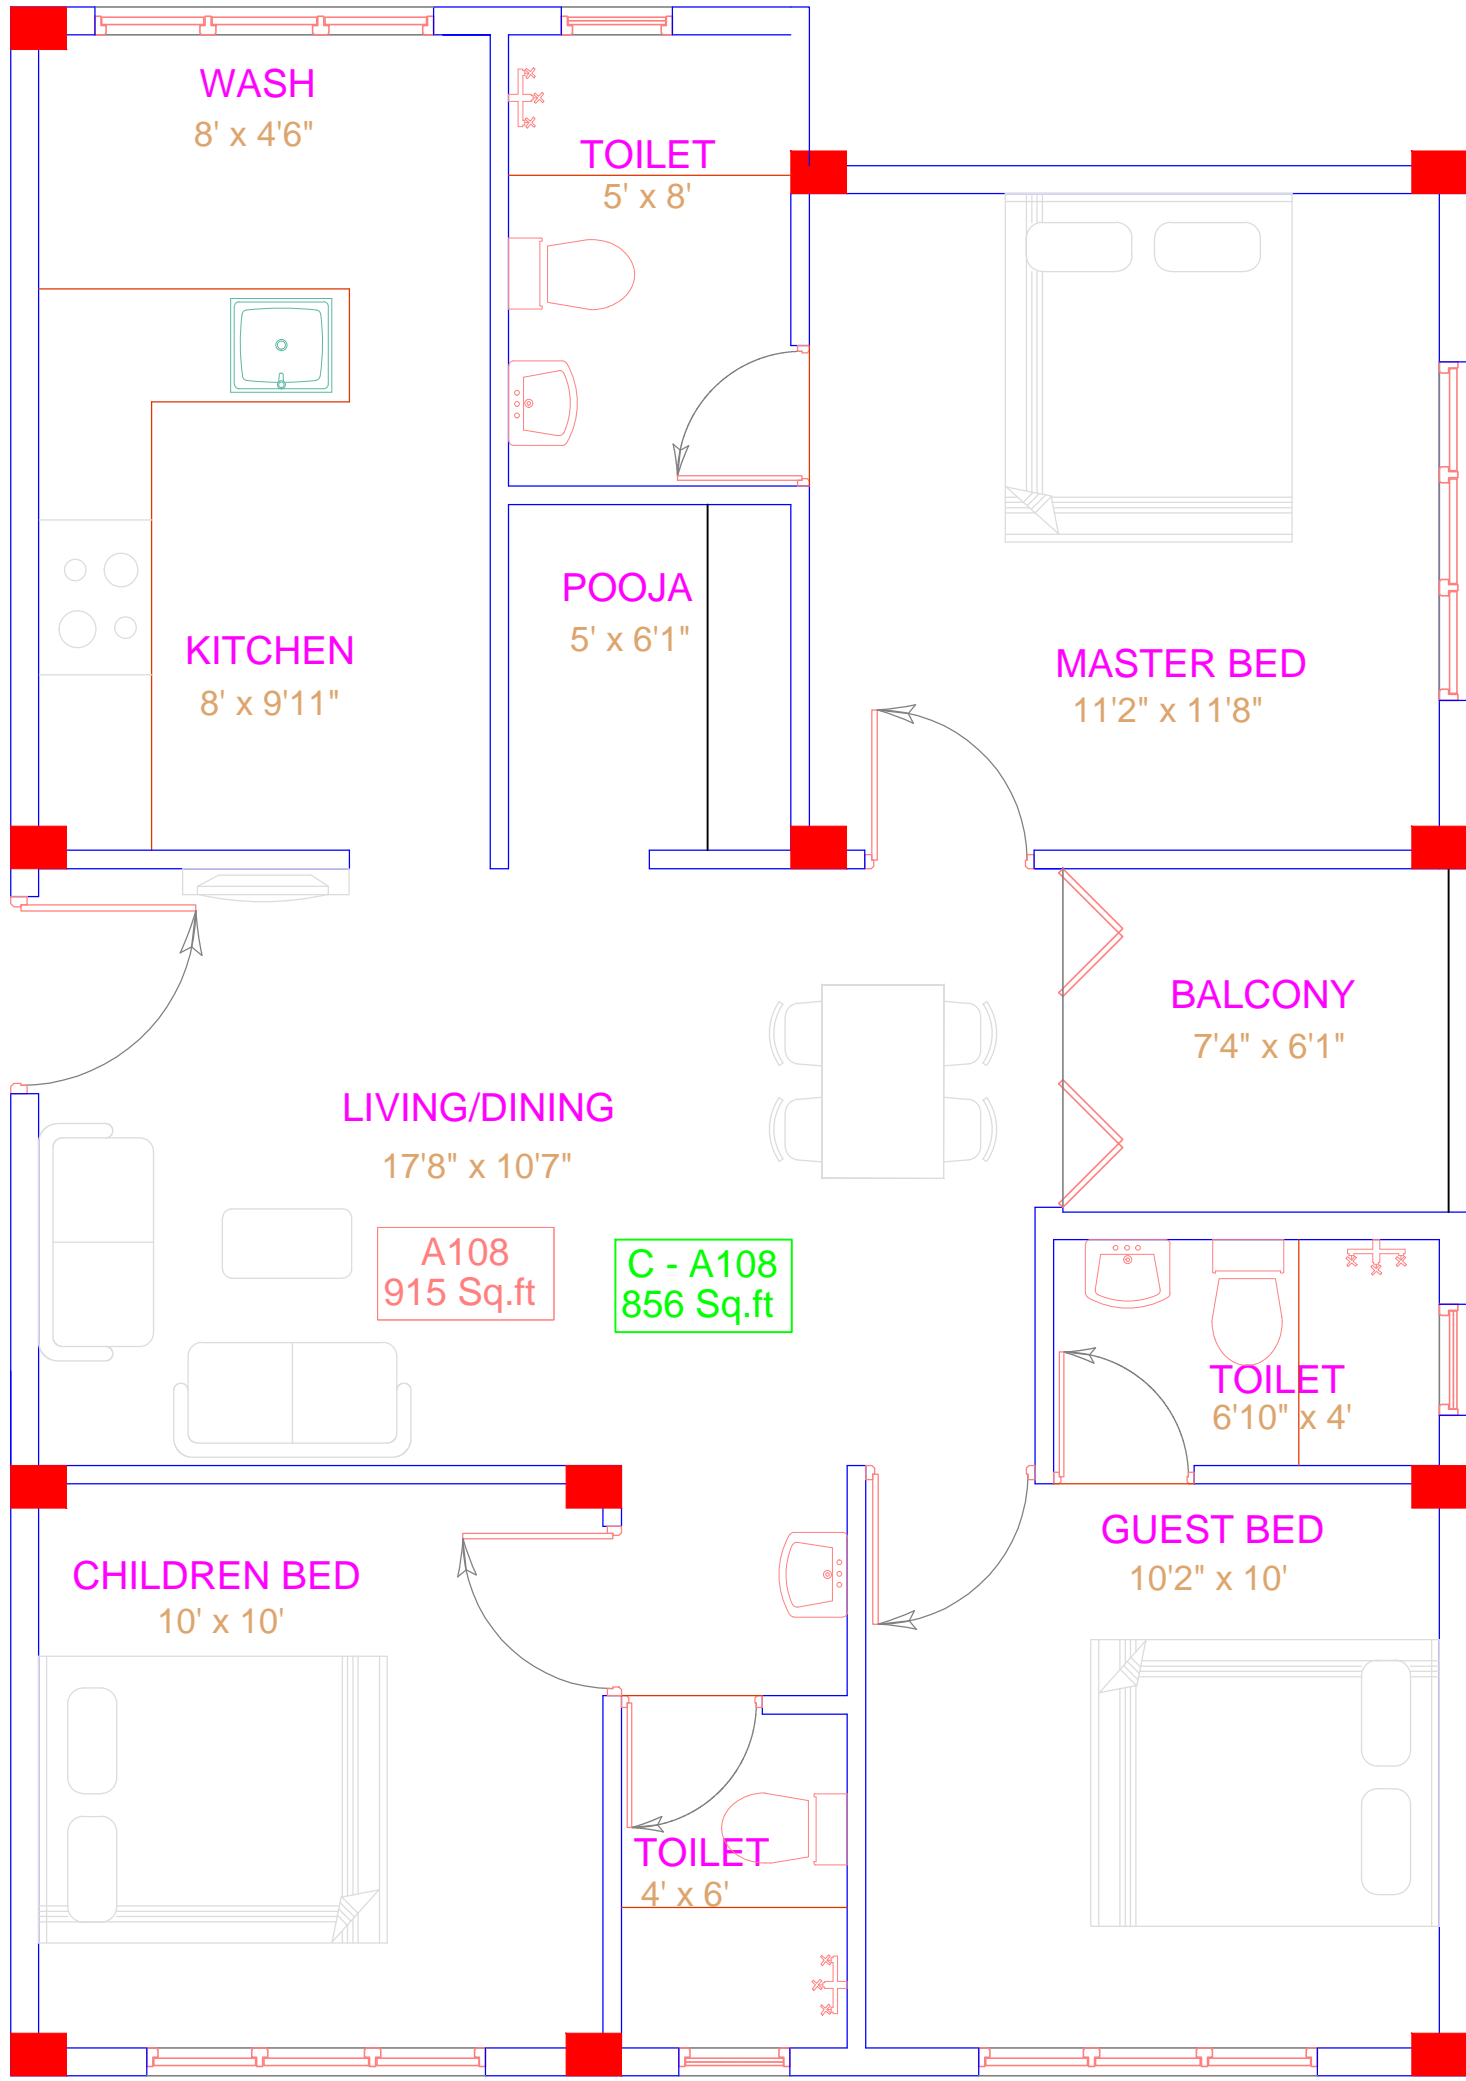 WASH
8' x 4'6"
TOILET
5' x 8'
KITCHEN
8' x 9'11"
POOJA
5' x 6'1"
MASTER BED
11'2" x 11'8"
BALCONY
7'4" x 6'1"
LIVING/DINING
17'8" x 10'7"
A108
915 Sq.ft
C - A108
856 Sq.ft
TOILET
6'10" x 4'
CHILDREN BED
10' x 10'
GUEST BED
10'2" x 10'
TOILET
4' x 6'